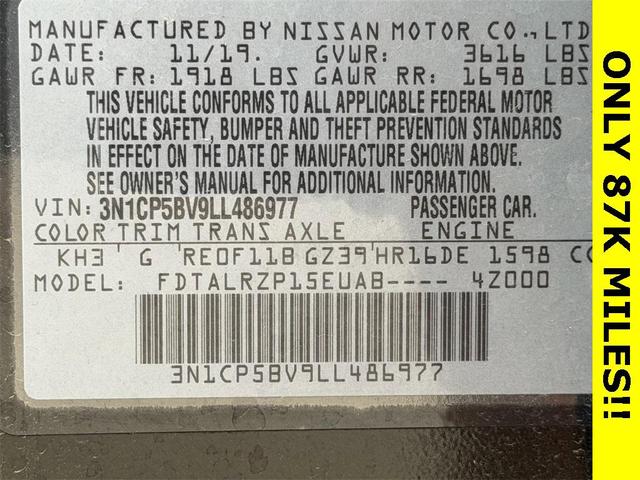 MANUFACTURED BY NISSAN MOTOR CO., LTD
DATE: 11/19. GVWR: 3616 LBS
GAWR FR: 1918 LBS GAWR RR: 1698 LBS
THIS VEHICLE CONFORMS TO ALL APPLICABLE FEDERAL MOTOR
VEHICLE SAFETY, BUMPER AND THEFT PREVENTION STANDARDS
IN EFFECT ON THE DATE OF MANUFACTURE SHOWN ABOVE.
SEE OWNER'S MANUAL FOR ADDITIONAL INFORMATION.
VIN: 3N1CP5BV9LL486977 PASSENGER CAR.
COLOR TRIM TRANS AXLE ENGINE
KH3 G RE0F11B GZ39 HR16DE 1598 CC
MODEL: FDTALRZP15EUAB---- 4Z000
3N1CP5BV9LL486977
ONLY 87K MILES!!